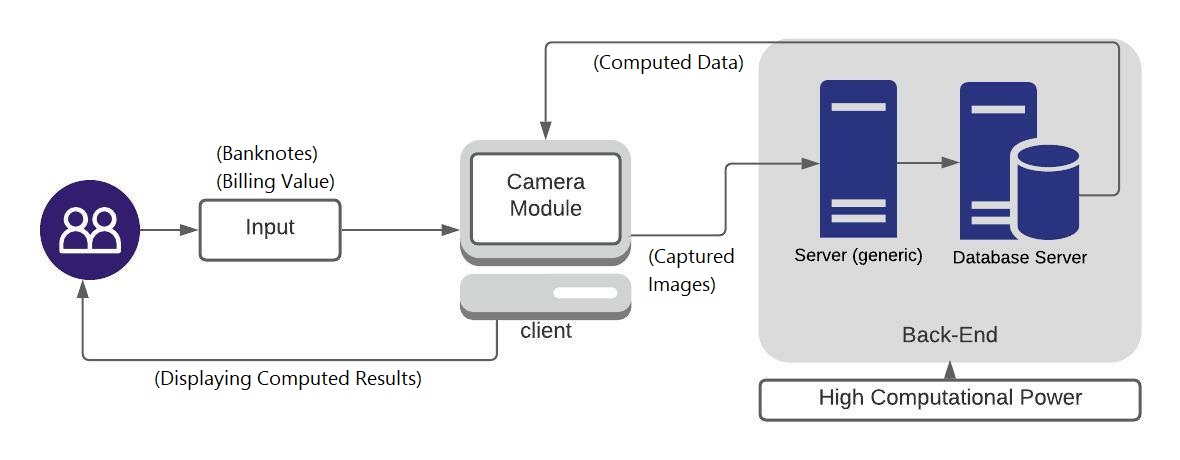 (Computed Data)
(Banknotes)
(Billing Value)
Input
Camera
Module
(Captured
Images)
client
(Displaying Computed Results)
Server (generic)
Database Server
Back-End
High Computational Power